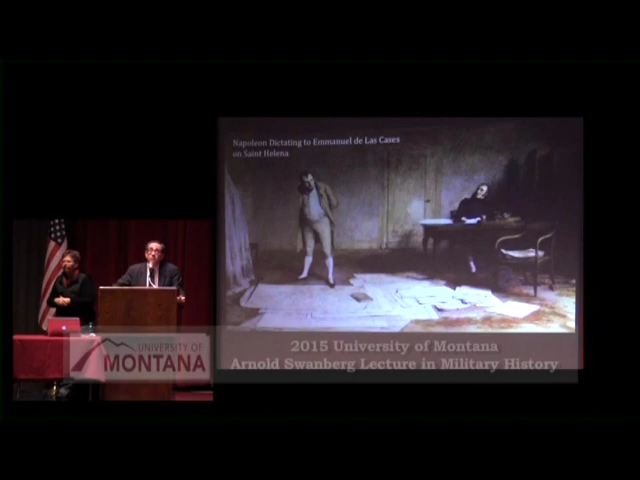 Napoleon Dictating to Emmanuel de Las Cases
on Saint Helena
UNIVERSITY OF
MONTANA
2015 University of Montana
Arnold Swanberg Lecture in Military History